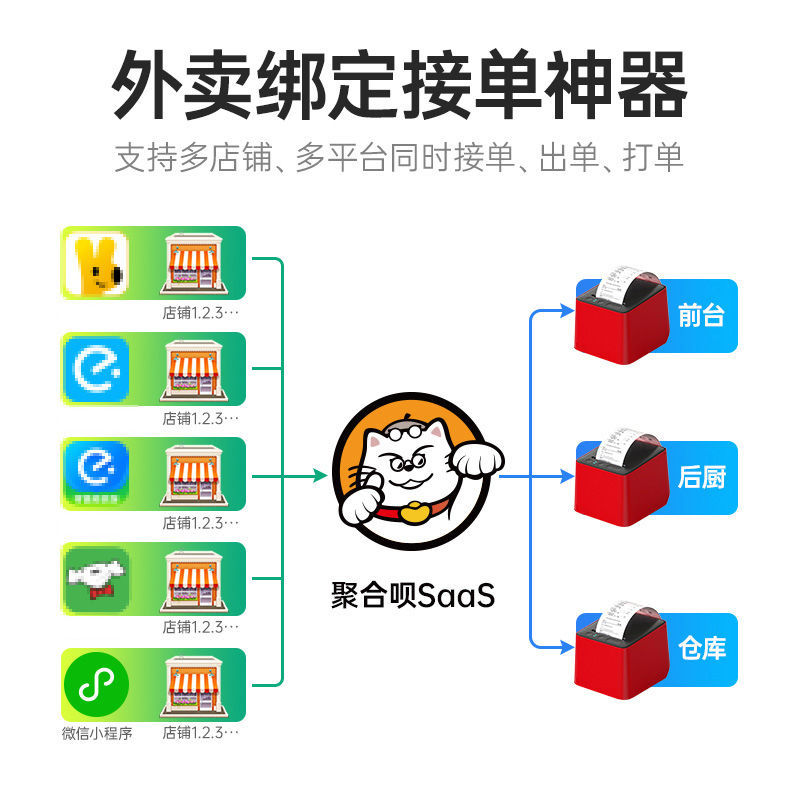 外卖绑定接单神器
支持多店铺、多平台同时接单、出单、打单
店铺1.2.3···
店铺1.2.3···
店铺1.2.3···
店铺1.2.3···
微信小程序
店铺1.2.3···
聚合呗SaaS
前台
后厨
仓库